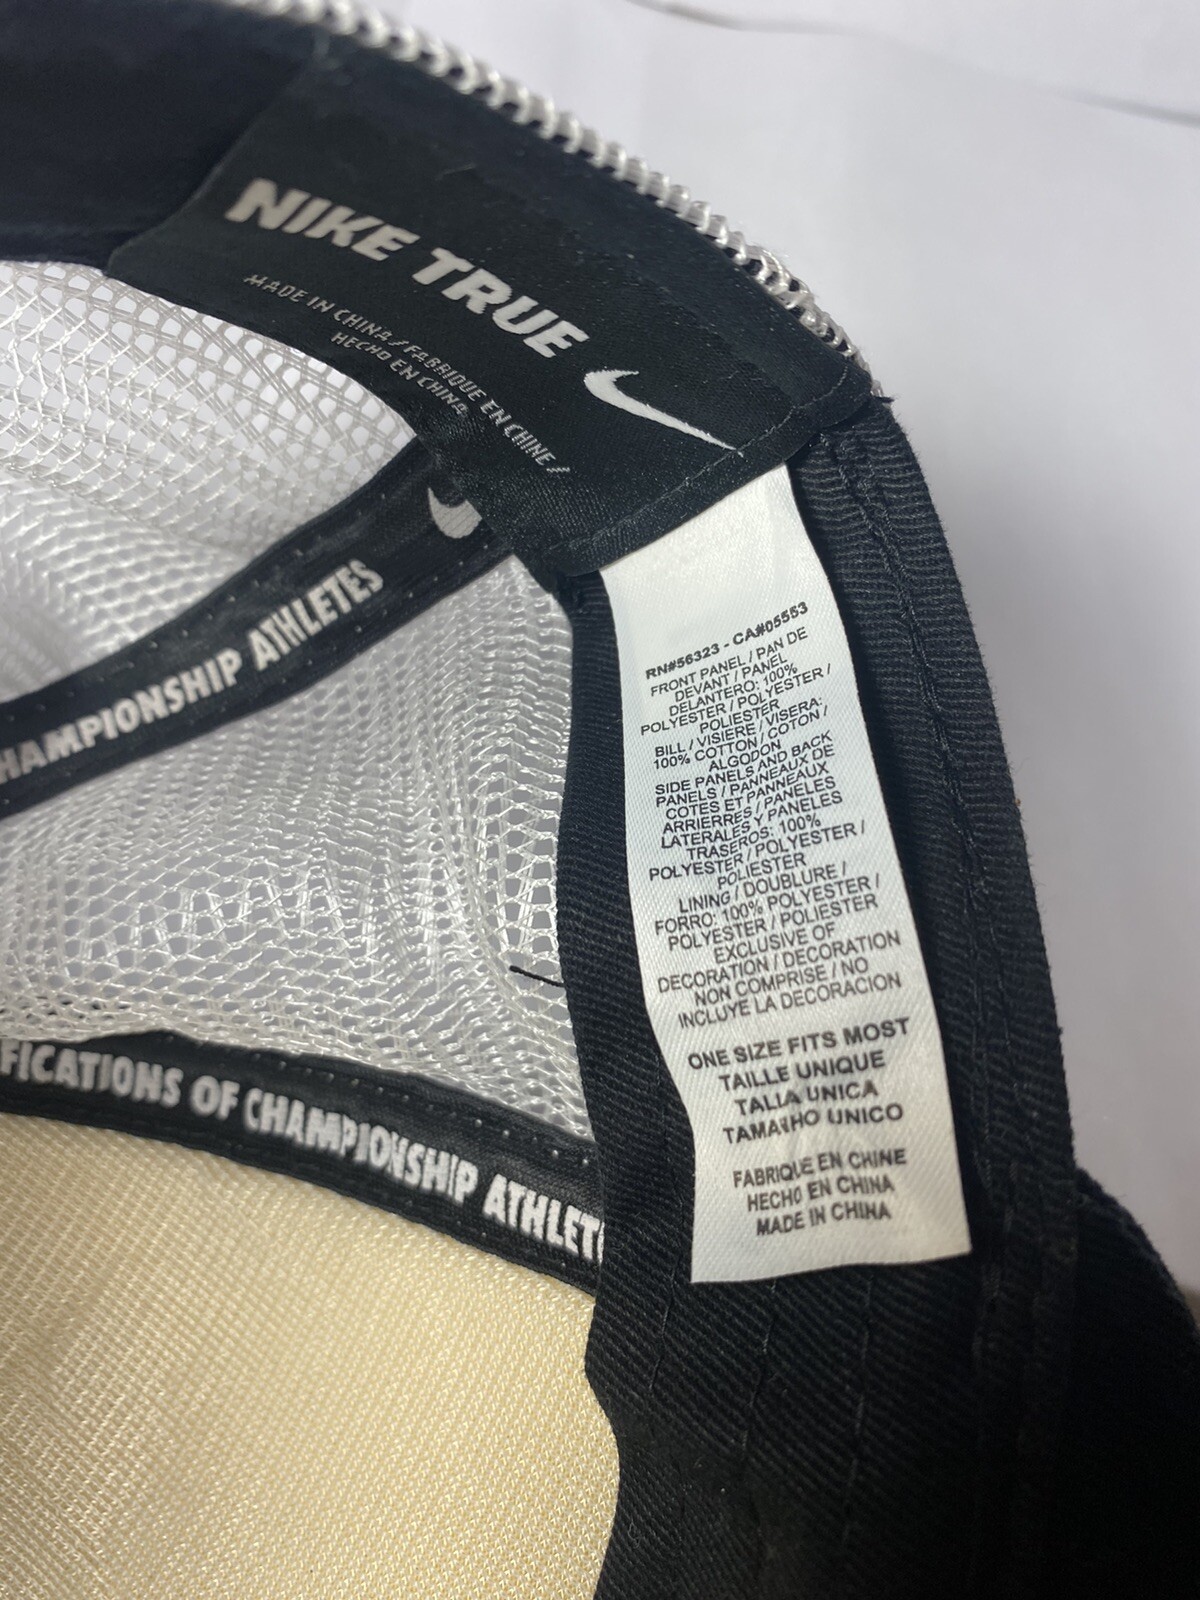 NIKE TRUE
MADE IN CHINA / FABRIQUE EN CHINE /
HECHO EN CHINA
CHAMPIONSHIP ATHLETES
FICATIONS OF CHAMPIONSHIP ATHLET
RN#56323 - CA#05553
FRONT PANEL / PAN DE
DEVANT / PANEL
DELANTERO: 100%
POLYESTER / POLYESTER /
POLIESTER
BILL / VISIERE / VISERA:
100% COTTON / COTON /
ALGODON
SIDE PANELS AND BACK
PANELS / PANNEAUX DE
COTES ET PANNEAUX
ARRIERRES / PANELES
LATERALES Y PANELES
TRASEROS: 100%
POLYESTER / POLYESTER /
POLIESTER
LINING / DOUBLURE /
FORRO: 100% POLYESTER /
POLYESTER / POLIESTER
EXCLUSIVE OF
DECORATION / DECORATION
NON COMPRISE / NO
INCLUYE LA DECORACION
ONE SIZE FITS MOST
TAILLE UNIQUE
TALLA UNICA
TAMANHO UNICO
FABRIQUE EN CHINE
HECHO EN CHINA
MADE IN CHINA